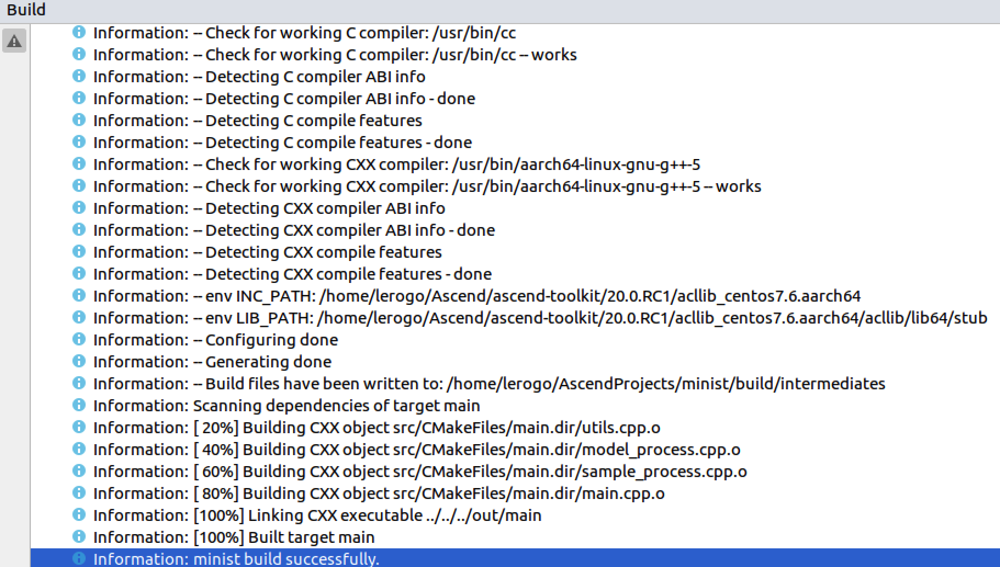 Build
Information: -- Check for working C compiler: /usr/bin/cc
Information: -- Check for working C compiler: /usr/bin/cc -- works
Information: -- Detecting C compiler ABI info
Information: -- Detecting C compiler ABI info - done
Information: -- Detecting C compile features
Information: -- Detecting C compile features - done
Information: -- Check for working CXX compiler: /usr/bin/aarch64-linux-gnu-g++-5
Information: -- Check for working CXX compiler: /usr/bin/aarch64-linux-gnu-g++-5 -- works
Information: -- Detecting CXX compiler ABI info
Information: -- Detecting CXX compiler ABI info - done
Information: -- Detecting CXX compile features
Information: -- Detecting CXX compile features - done
Information: -- env INC_PATH: /home/lerogo/Ascend/ascend-toolkit/20.0.RC1/acllib_centos7.6.aarch64
Information: -- env LIB_PATH: /home/lerogo/Ascend/ascend-toolkit/20.0.RC1/acllib_centos7.6.aarch64/acllib/lib64/stub
Information: -- Configuring done
Information: -- Generating done
Information: -- Build files have been written to: /home/lerogo/AscendProjects/minist/build/intermediates
Information: Scanning dependencies of target main
Information: [ 20%] Building CXX object src/CMakeFiles/main.dir/utils.cpp.o
Information: [ 40%] Building CXX object src/CMakeFiles/main.dir/model_process.cpp.o
Information: [ 60%] Building CXX object src/CMakeFiles/main.dir/sample_process.cpp.o
Information: [ 80%] Building CXX object src/CMakeFiles/main.dir/main.cpp.o
Information: [100%] Linking CXX executable ../../../out/main
Information: [100%] Built target main
Information: minist build successfully.